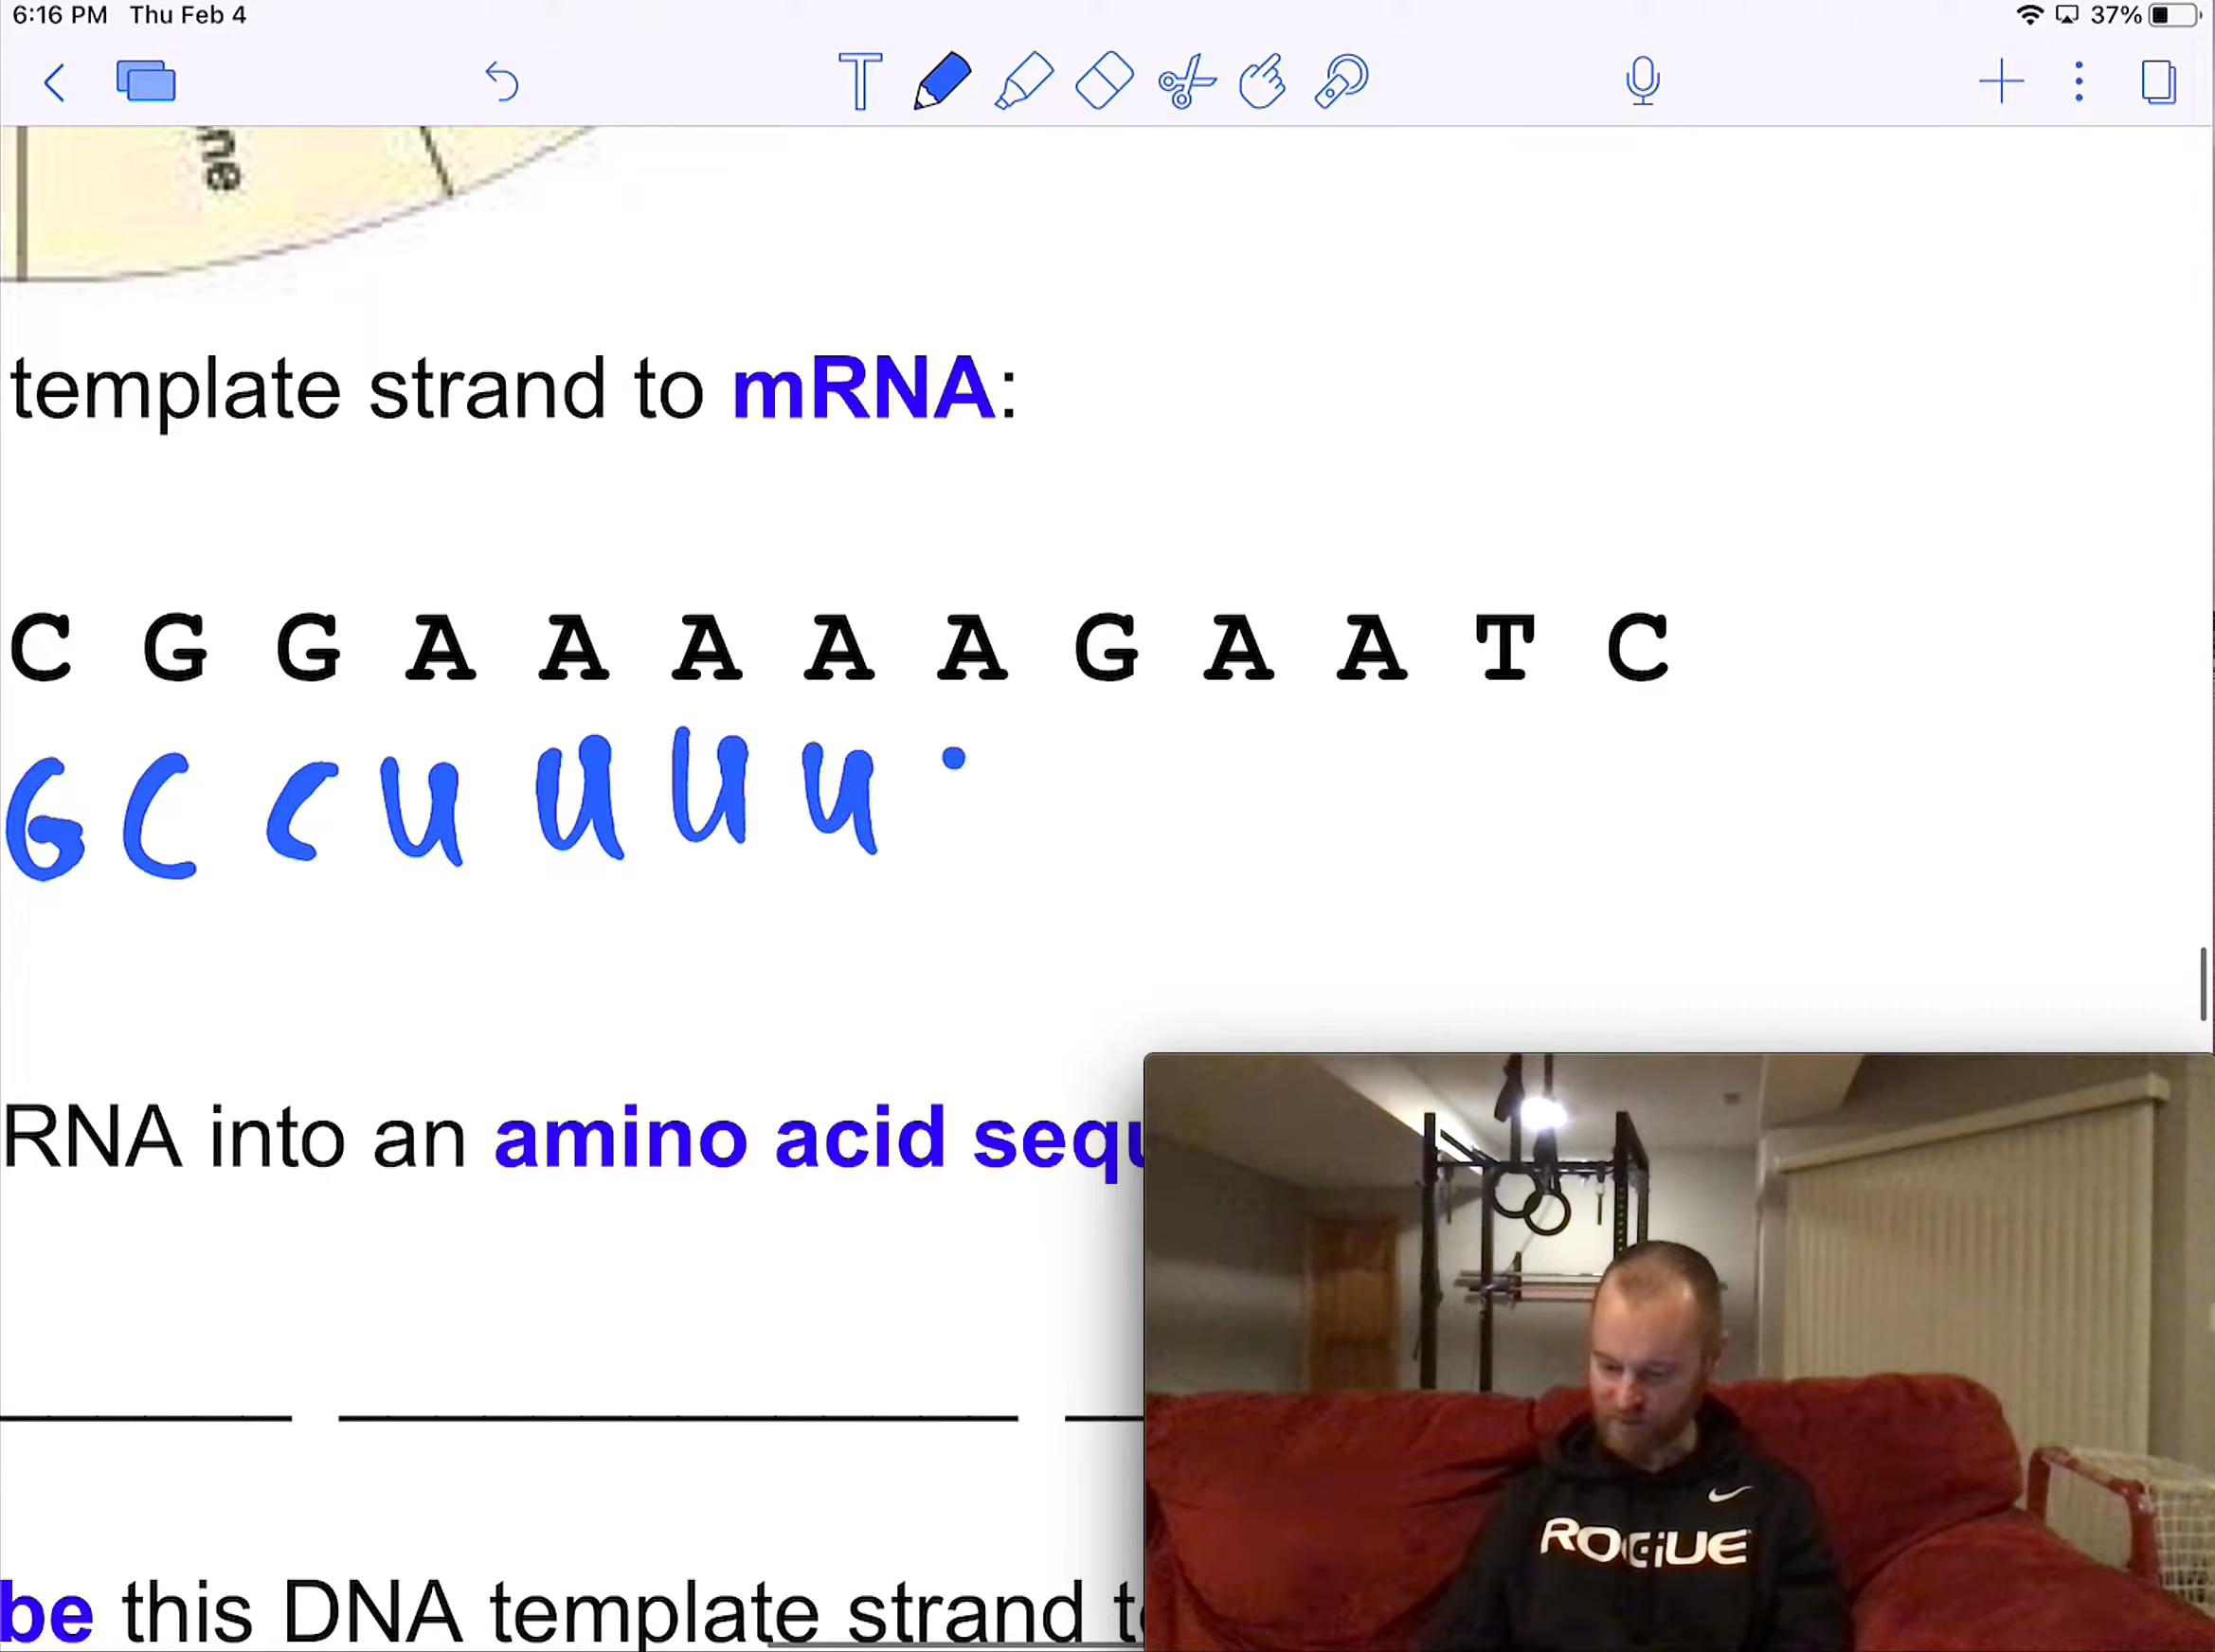 6:16 PM Thu Feb 4 37%
T
ne
template strand to mRNA:
C G G A A A A A G A A T C
G C C U U U U
RNA into an amino acid sequ
be this DNA template strand t
ROGUE